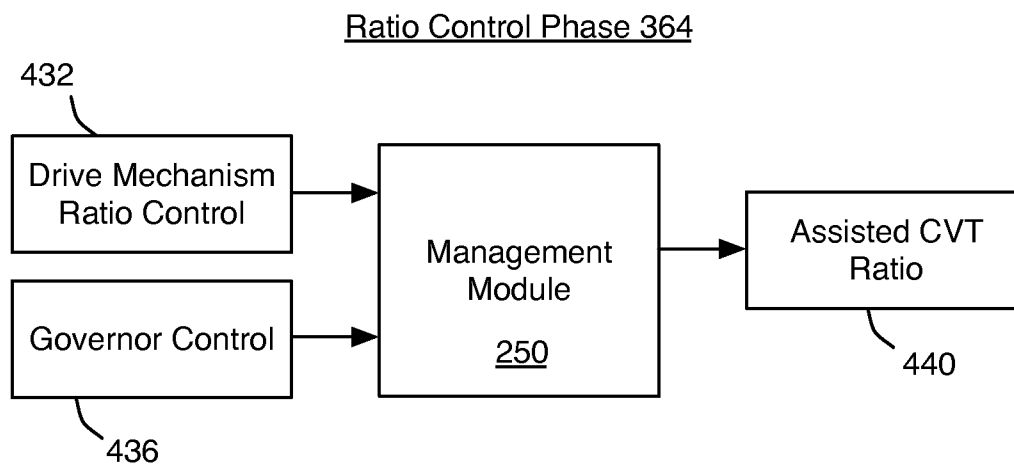 Ratio Control Phase 364
432
Drive Mechanism
Ratio Control
Governor Control
436
Management
Module
250
Assisted CVT
Ratio
440